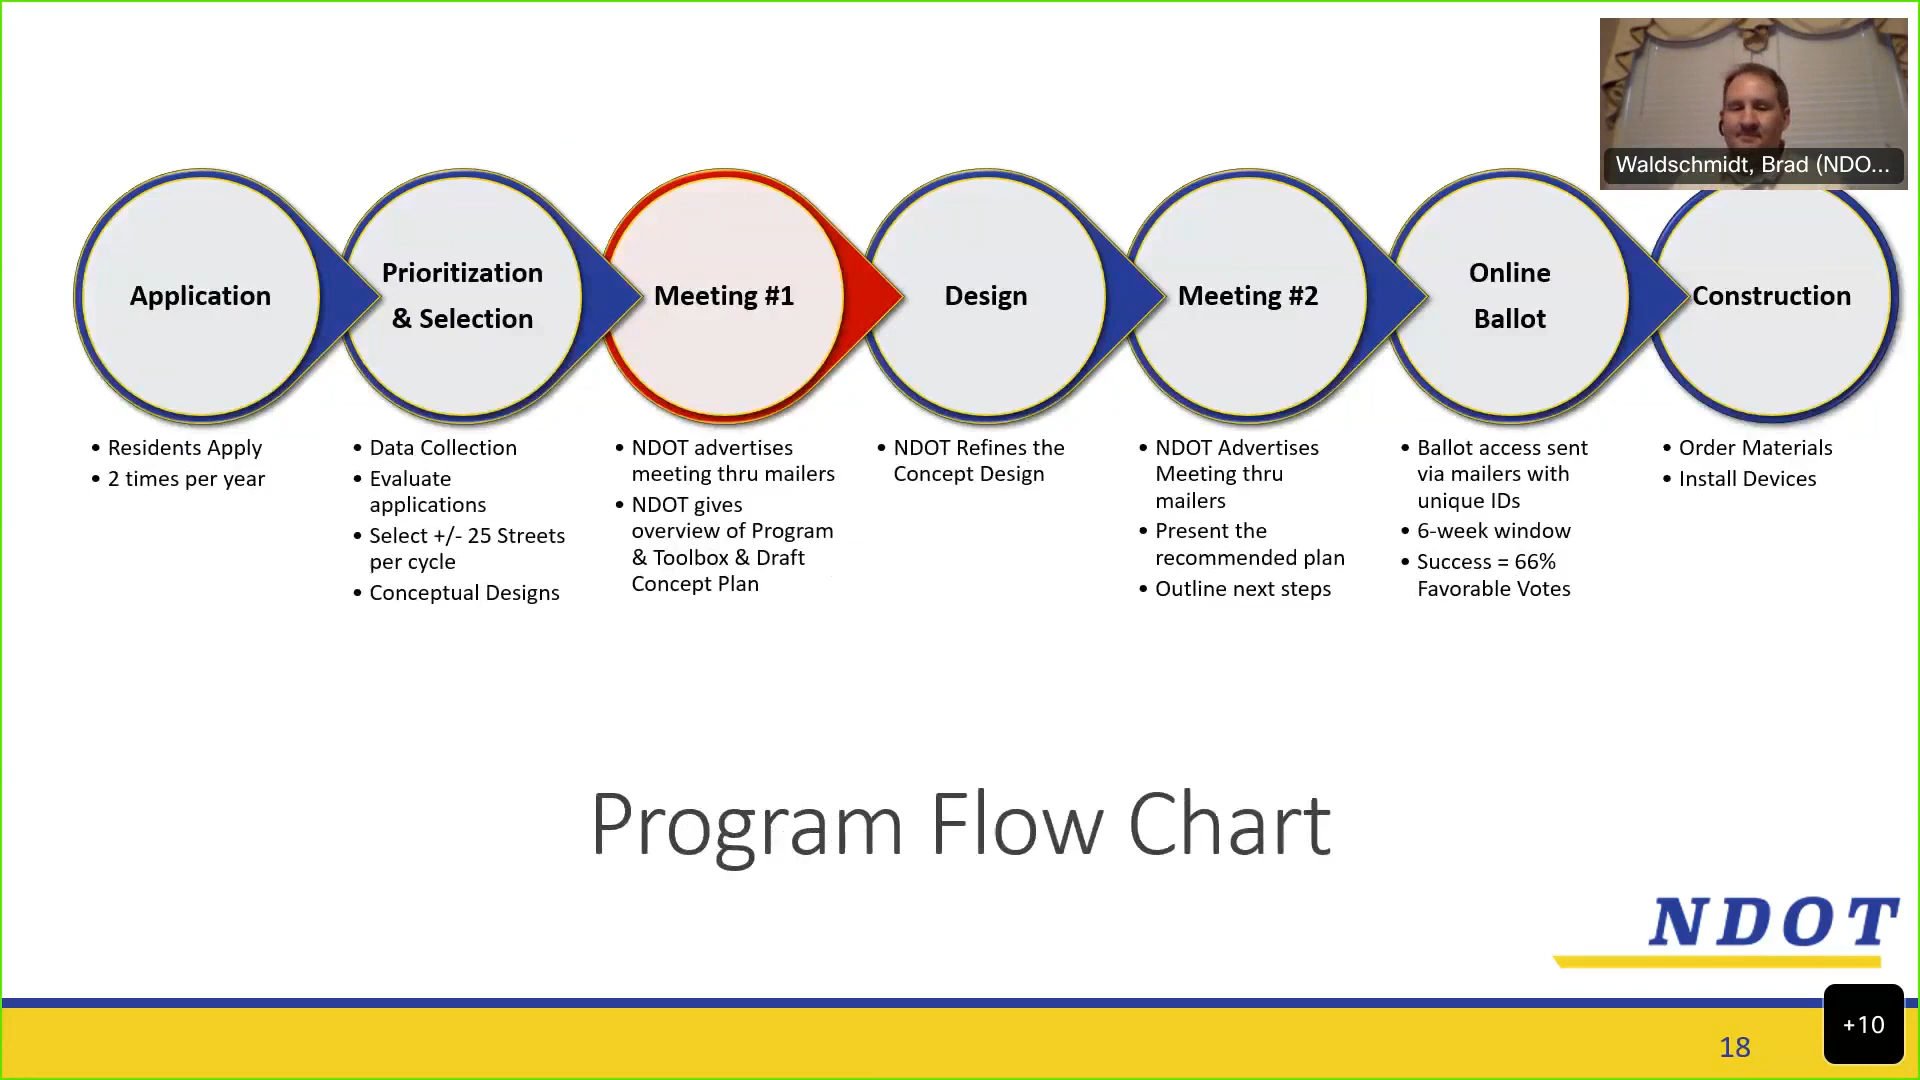 Waldschmidt, Brad (NDO...
Application
Prioritization
& Selection
Meeting #1
Design
Meeting #2
Online
Ballot
Construction
• Residents Apply
• 2 times per year
• Data Collection
• Evaluate
applications
• Select +/- 25 Streets
per cycle
• Conceptual Designs
• NDOT advertises
meeting thru mailers
• NDOT gives
overview of Program
& Toolbox & Draft
Concept Plan
• NDOT Refines the
Concept Design
• NDOT Advertises
Meeting thru
mailers
• Present the
recommended plan
• Outline next steps
• Ballot access sent
via mailers with
unique IDs
• 6-week window
• Success = 66%
Favorable Votes
• Order Materials
• Install Devices
Program Flow Chart
NDOT
+10
18